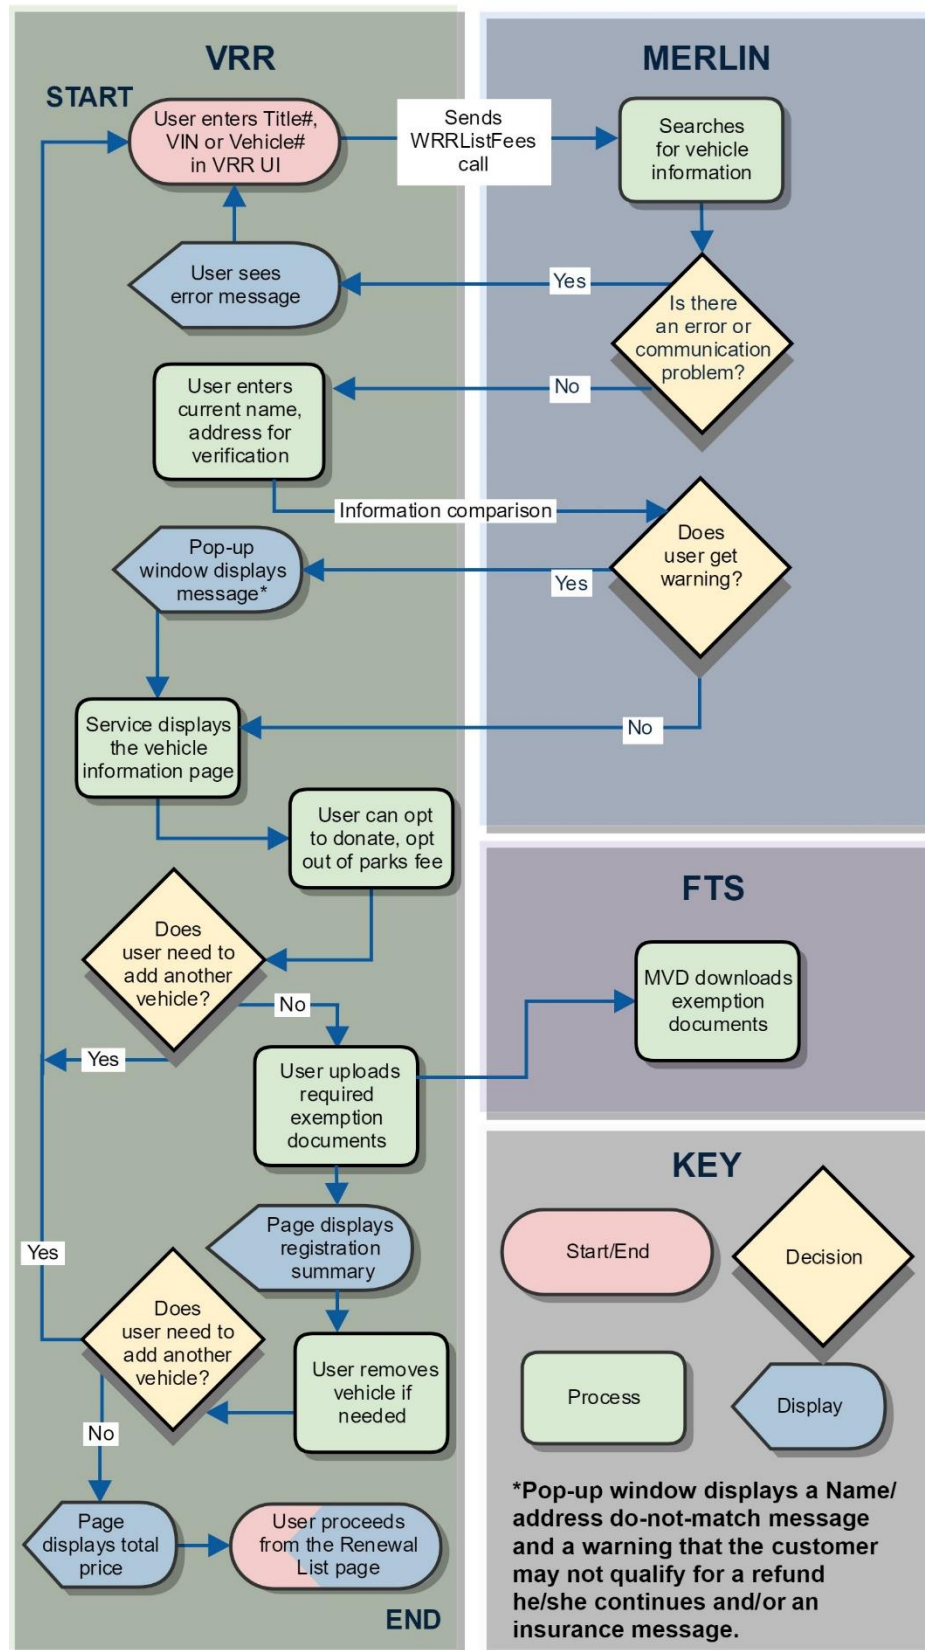 VRR
START
User enters Title#,
VIN or Vehicle#
in VRR UI
Sends
WRRListFees
call
MERLIN
Searches
for vehicle
information
Is there
an error or
communication
problem?
Yes
User sees
error message
No
User enters
current name,
address for
verification
Information comparison
Does
user get
warning?
Yes
Pop-up
window displays
message*
No
Service displays
the vehicle
information page
User can opt
to donate, opt
out of parks fee
Does
user need to
add another
vehicle?
No
Yes
User uploads
required
exemption
documents
FTS
MVD downloads
exemption
documents
Page displays
registration
summary
User removes
vehicle if
needed
Does
user need to
add another
vehicle?
Yes
No
Page
displays total
price
User proceeds
from the Renewal
List page
END
KEY
Start/End
Decision
Process
Display
*Pop-up window displays a Name/
address do-not-match message
and a warning that the customer
may not qualify for a refund
he/she continues and/or an
insurance message.